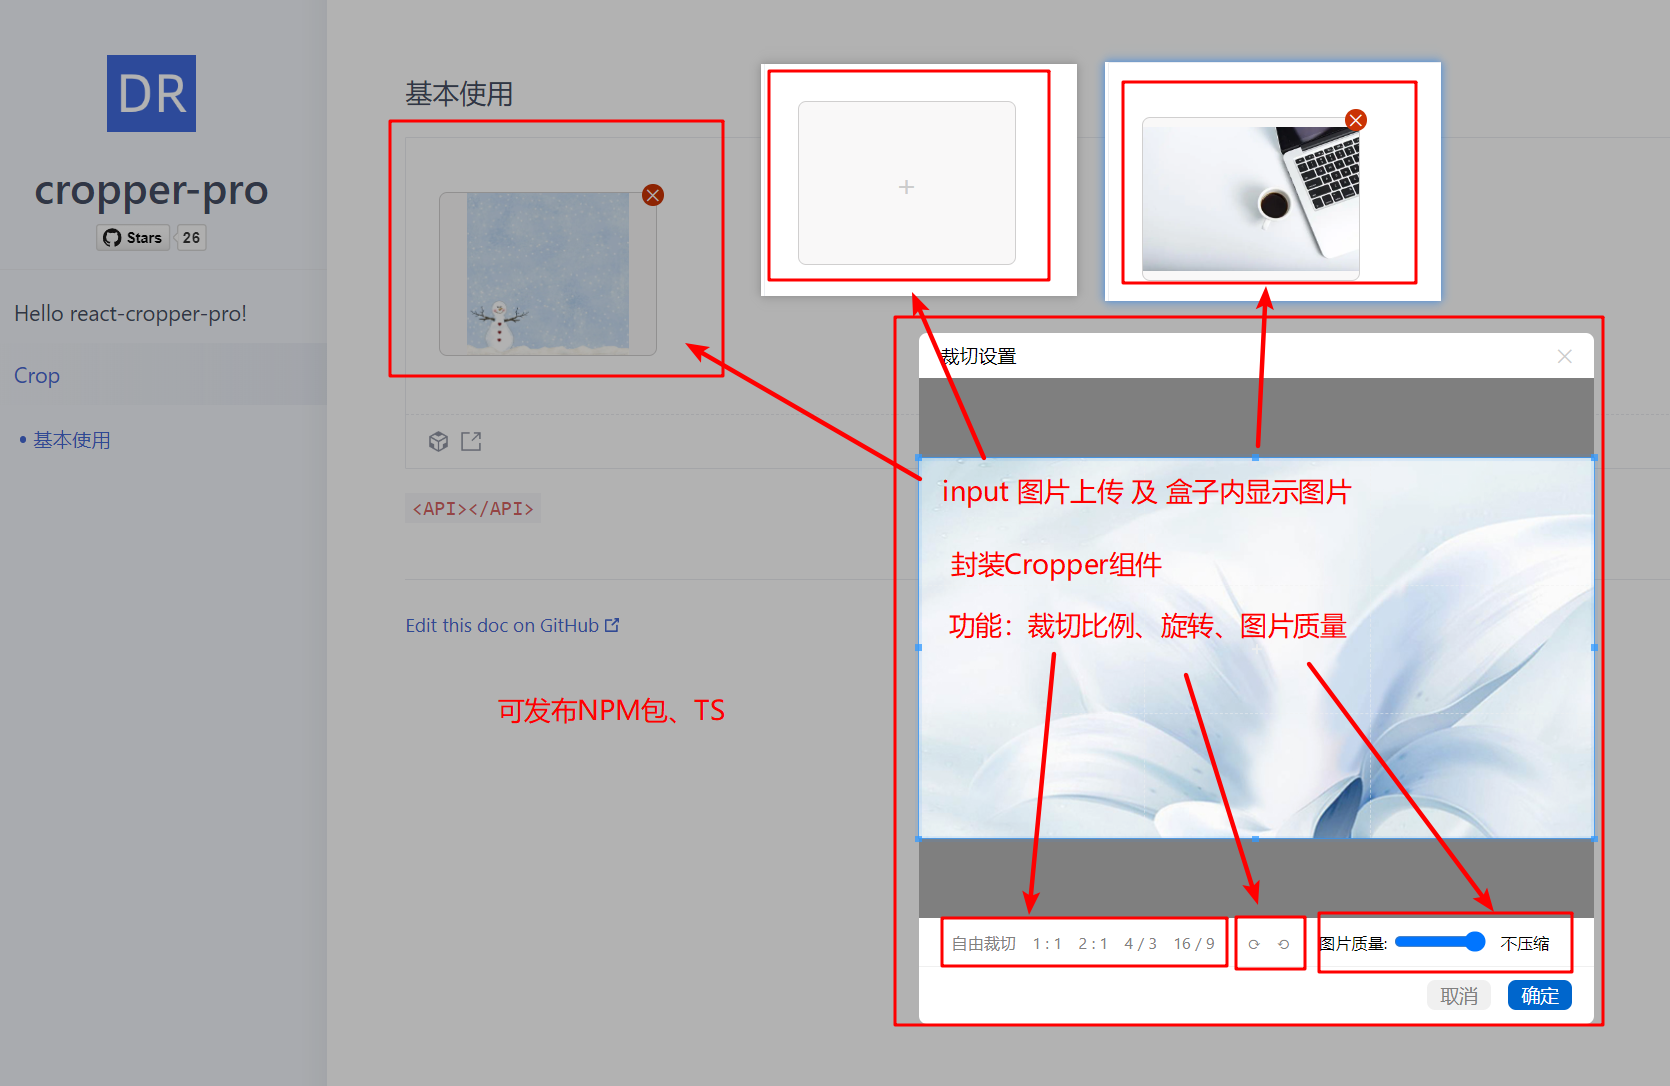 DR
cropper-pro
Stars 26
Hello react-cropper-pro!
Crop
• 基本使用
基本使用
+
<API></API>
Edit this doc on GitHub
可发布NPM包、TS
裁切设置
input 图片上传 及 盒子内显示图片
封装Cropper组件
功能：裁切比例、旋转、图片质量
自由裁切 1 : 1 2 : 1 4 / 3 16 / 9
图片质量: 不压缩
取消 确定